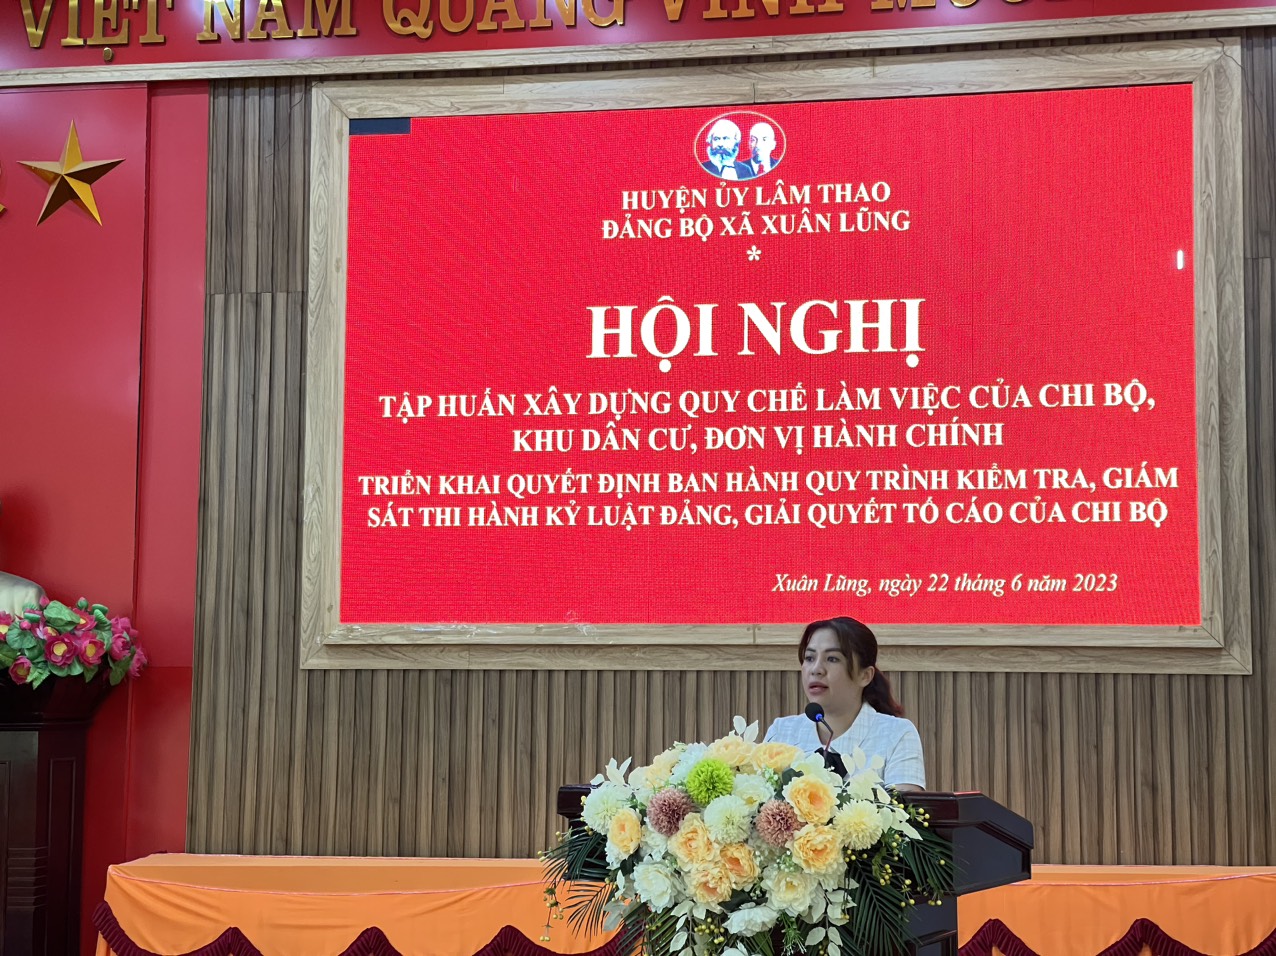 VIỆT NAM QUANG VINH
HUYỆN ỦY LÂM THAO
ĐẢNG BỘ XÃ XUÂN LŨNG
*
HỘI NGHỊ
TẬP HUẤN XÂY DỰNG QUY CHẾ LÀM VIỆC CỦA CHI BỘ,
KHU DÂN CƯ, ĐƠN VỊ HÀNH CHÍNH
TRIỂN KHAI QUYẾT ĐỊNH BAN HÀNH QUY TRÌNH KIỂM TRA, GIÁM
SÁT THI HÀNH KỶ LUẬT ĐẢNG, GIẢI QUYẾT TỐ CÁO CỦA CHI BỘ
Xuân Lũng, ngày 22 tháng 6 năm 2023